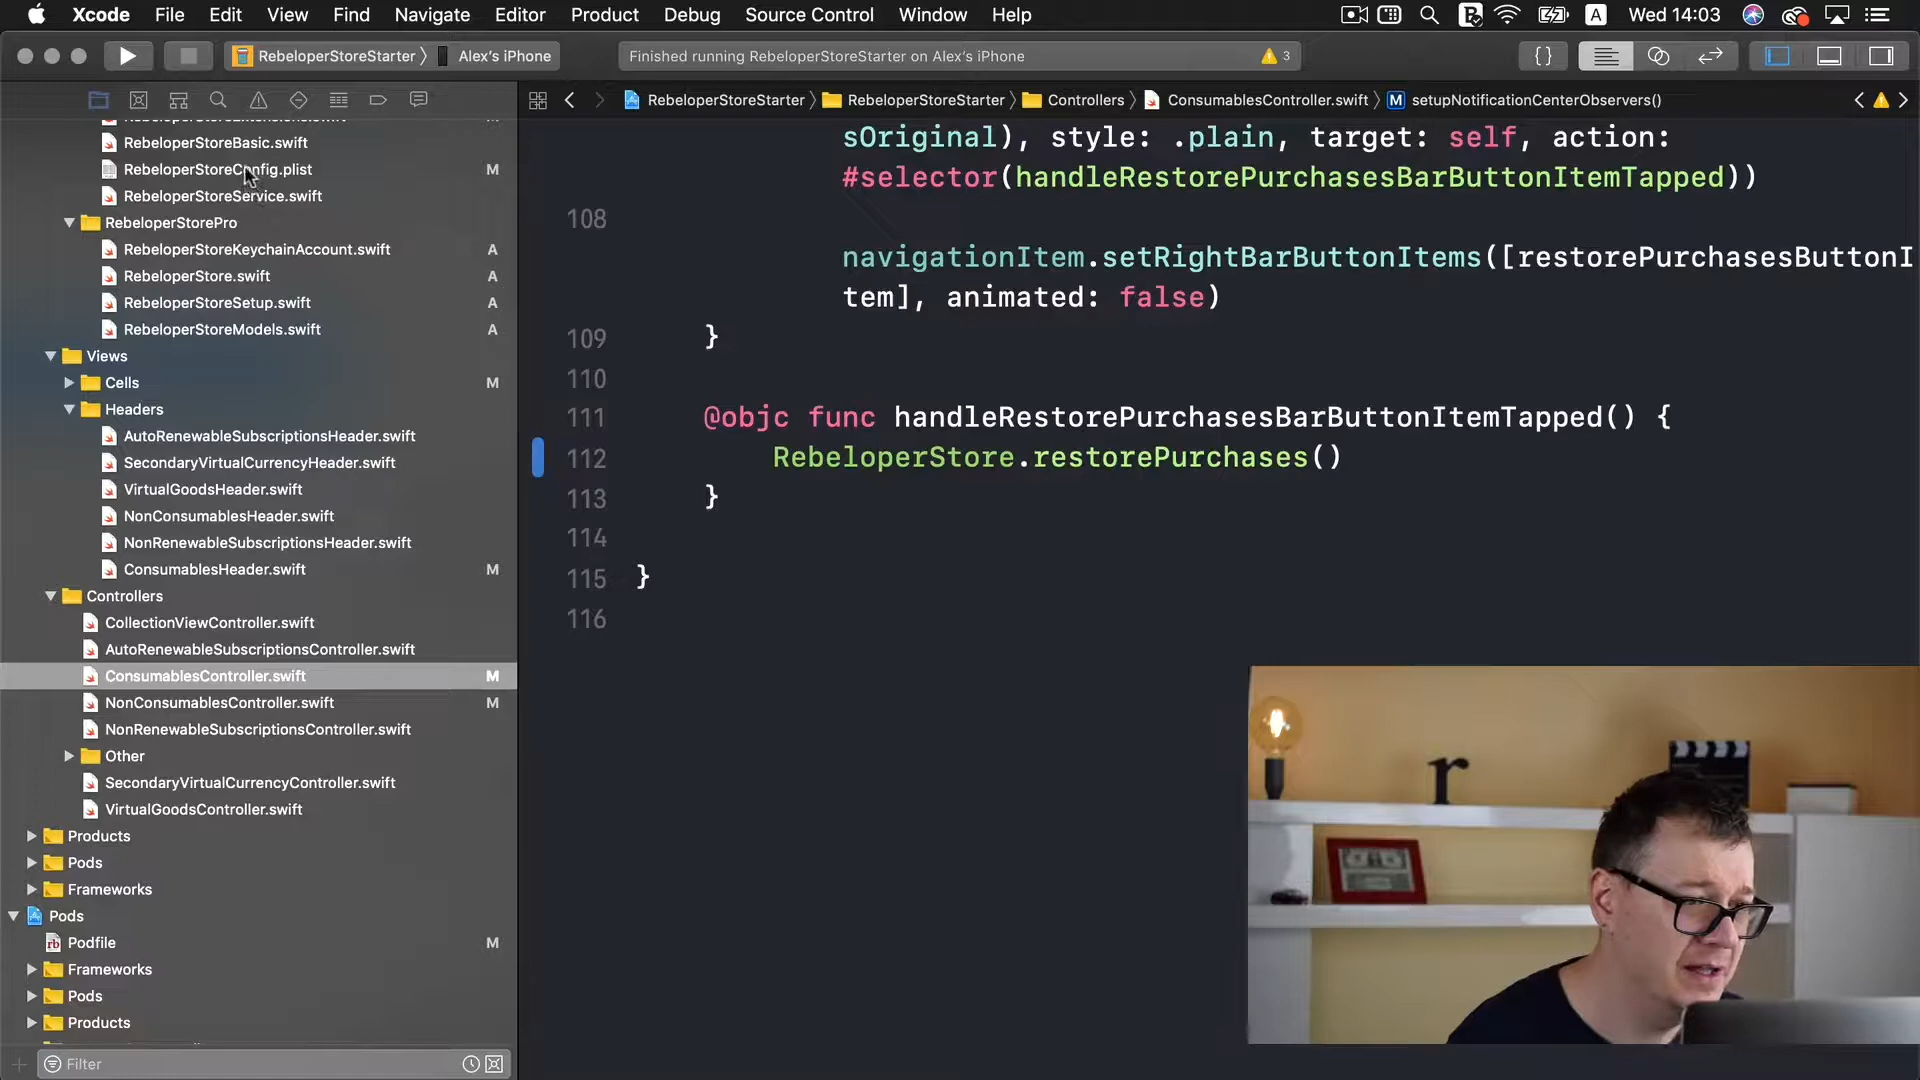 Xcode File Edit View Find Navigate Editor Product Debug Source Control Window Help A Wed 14:03
RebeloperStoreStarter Alex's iPhone Finished running RebeloperStoreStarter on Alex's iPhone 3 {}
RebeloperStoreStarter RebeloperStoreStarter Controllers ConsumablesController.swift M setupNotificationCenterObservers()
RebeloperStoreBasic.swift
RebeloperStoreConfig.plist M
RebeloperStoreService.swift
RebeloperStorePro
RebeloperStoreKeychainAccount.swift A
RebeloperStore.swift A
RebeloperStoreSetup.swift A
RebeloperStoreModels.swift A
Views
Cells M
Headers
AutoRenewableSubscriptionsHeader.swift
SecondaryVirtualCurrencyHeader.swift
VirtualGoodsHeader.swift
NonConsumablesHeader.swift
NonRenewableSubscriptionsHeader.swift
ConsumablesHeader.swift M
Controllers
CollectionViewController.swift
AutoRenewableSubscriptionsController.swift
ConsumablesController.swift M
NonConsumablesController.swift M
NonRenewableSubscriptionsController.swift
Other
SecondaryVirtualCurrencyController.swift
VirtualGoodsController.swift
Products
Pods
Frameworks
Pods
rb Podfile M
Frameworks
Pods
Products
Filter
sOriginal), style: .plain, target: self, action:
#selector(handleRestorePurchasesBarButtonItemTapped))
108
navigationItem.setRightBarButtonItems([restorePurchasesButtonI
tem], animated: false)
109 }
110
111 @objc func handleRestorePurchasesBarButtonItemTapped() {
112 RebeloperStore.restorePurchases()
113 }
114
115 }
116
r